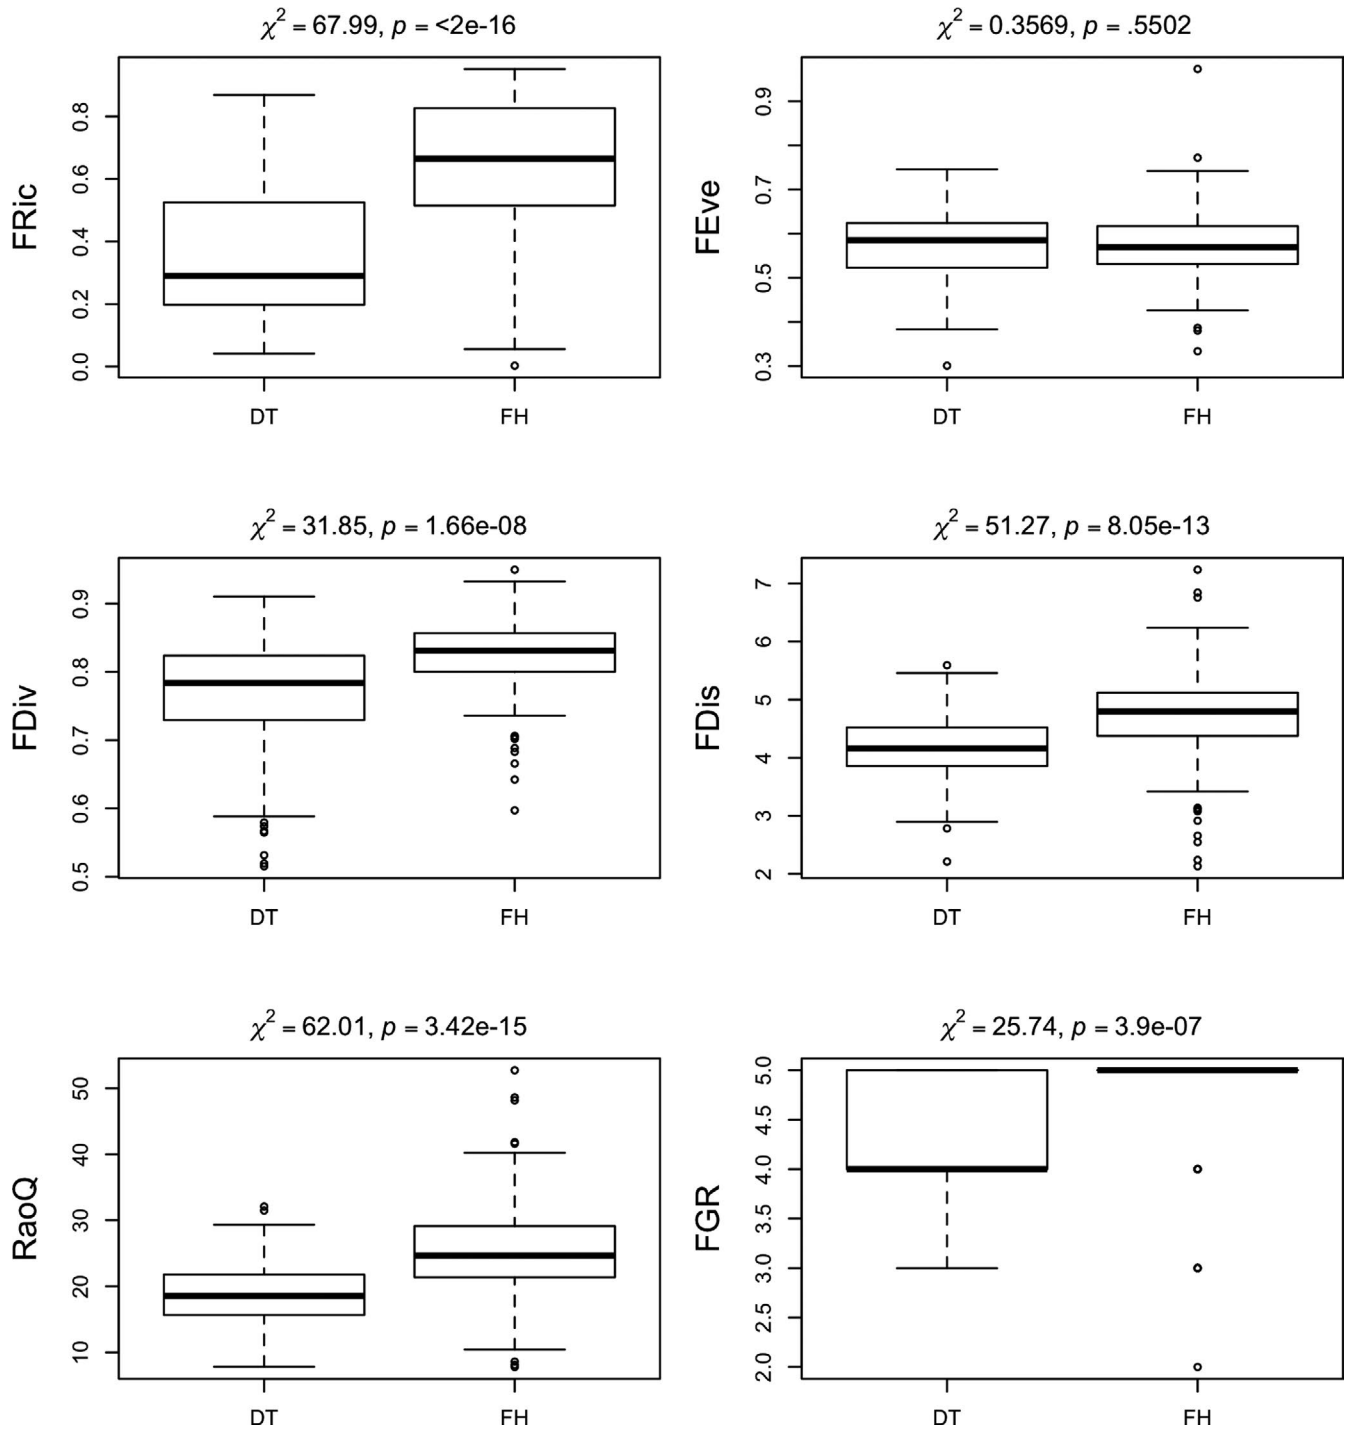 χ² = 67.99, p = <2e-16
FRic
0.8
0.6
0.4
0.2
0.0
DT FH
χ² = 0.3569, p = .5502
FEve
0.9
0.7
0.5
0.3
DT FH
χ² = 31.85, p = 1.66e-08
FDiv
0.9
0.8
0.7
0.6
0.5
DT FH
χ² = 51.27, p = 8.05e-13
FDis
7
6
5
4
3
2
DT FH
χ² = 62.01, p = 3.42e-15
RaoQ
50
40
30
20
10
DT FH
χ² = 25.74, p = 3.9e-07
FGR
5.0
4.5
4.0
3.5
3.0
2.5
2.0
DT FH